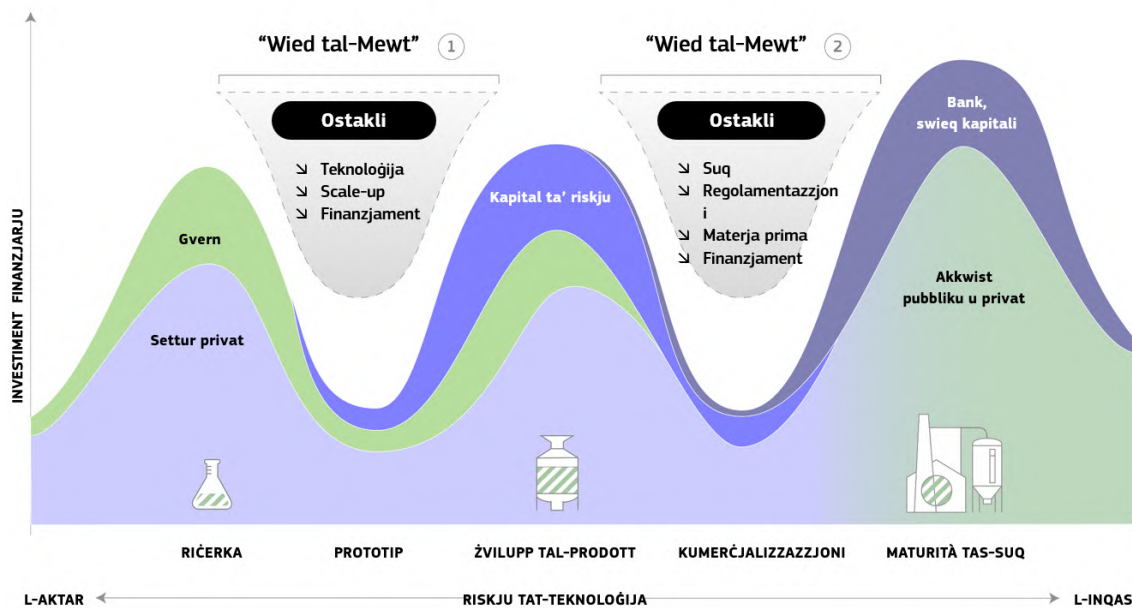 “Wied tal-Mewt” 1
“Wied tal-Mewt” 2
Ostakli
Teknoloġija
Scale-up
Finanzjament
Ostakli
Suq
Regolamentazzjon
i
Materja prima
Finanzjament
Bank,
swieq kapitali
Kapital ta’ riskju
Gvern
Settur privat
Akkwist
pubbliku u privat
INVESTIMENT FINANZJARJU
RIĊERKA
PROTOTIP
ŻVILUPP TAL-PRODOTT
KUMERĊJALIZZAZZJONI
MATURITÀ TAS-SUQ
L-AKTAR
RISKJU TAT-TEKNOLOĠIJA
L-INQAS